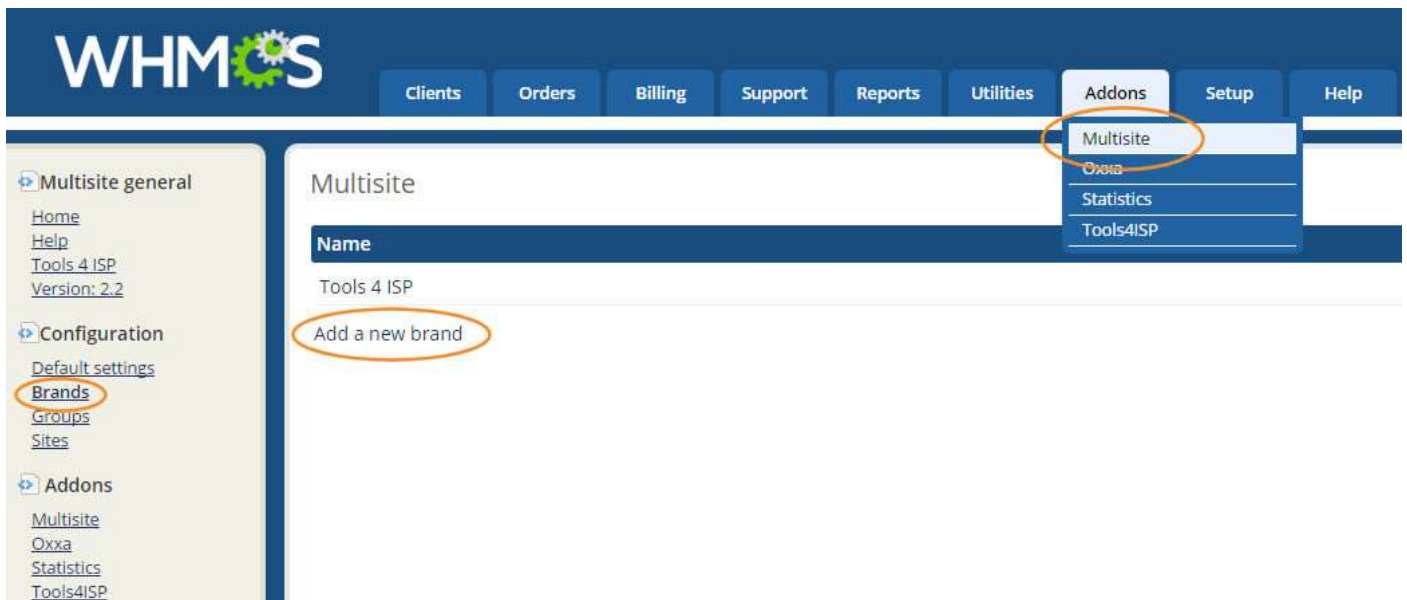 WHMCS
Clients Orders Billing Support Reports Utilities Addons Setup Help
Multisite
Oxxa
Statistics
Tools4ISP
Multisite general
Home
Help
Tools 4 ISP
Version: 2.2
Configuration
Default settings
Brands
Groups
Sites
Addons
Multisite
Oxxa
Statistics
Tools4ISP
Multisite
Name
Tools 4 ISP
Add a new brand